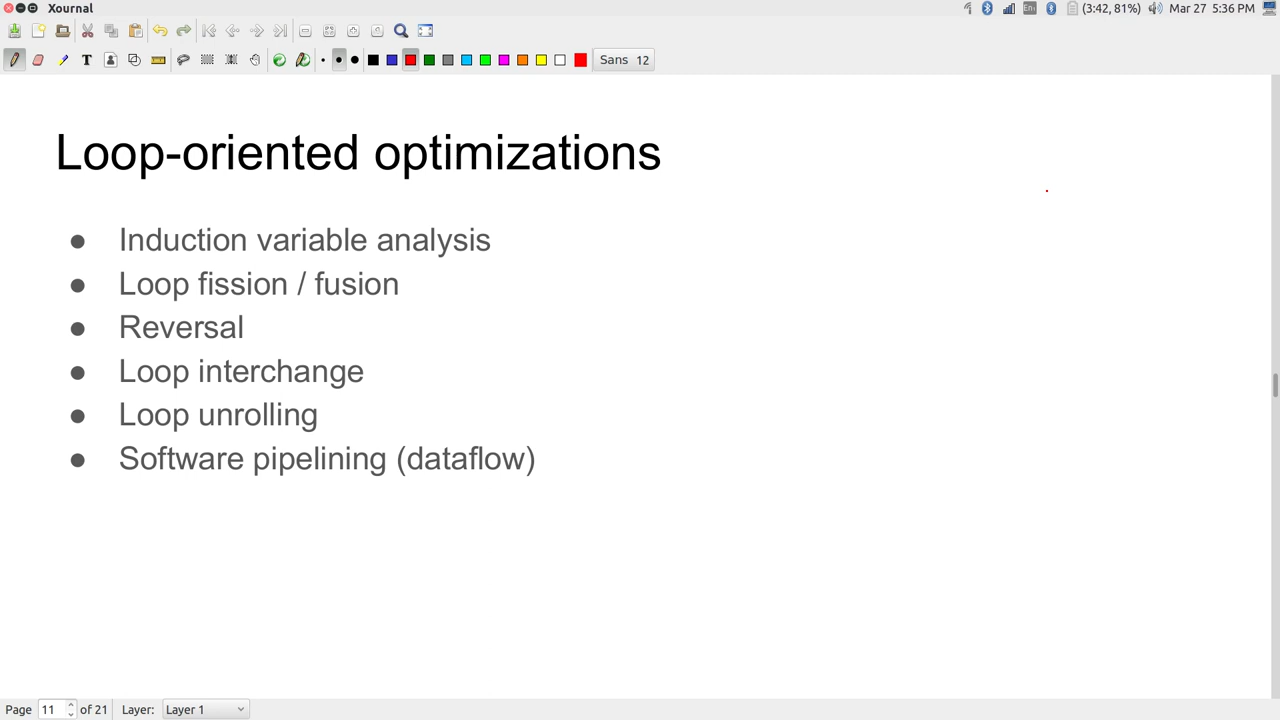 Xournal
(3:42, 81%) Mar 27 5:36 PM
Sans 12
Loop-oriented optimizations
● Induction variable analysis
● Loop fission / fusion
● Reversal
● Loop interchange
● Loop unrolling
● Software pipelining (dataflow)
Page 11 of 21 Layer: Layer 1